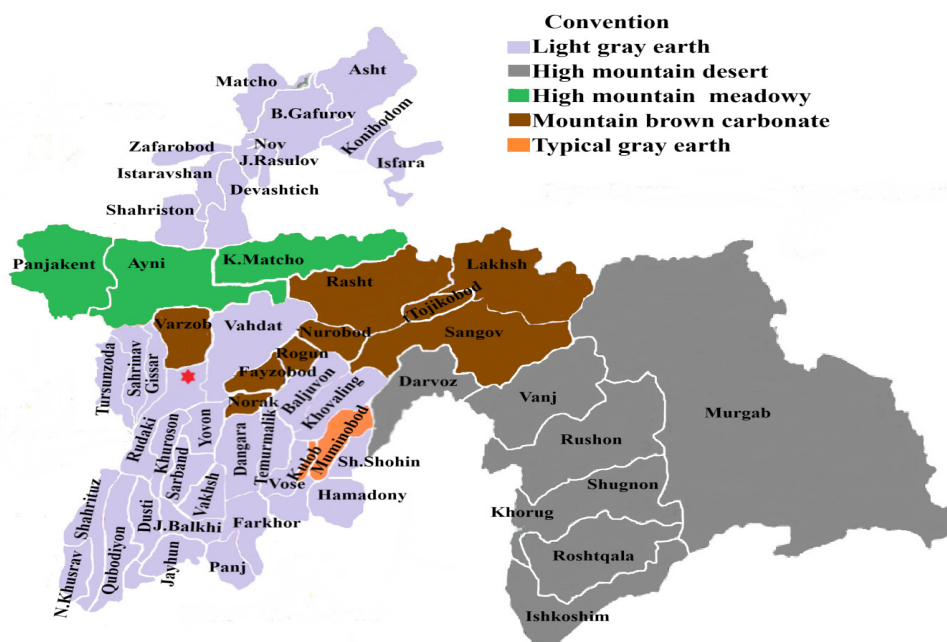 Convention
Light gray earth
High mountain desert
High mountain meadowy
Mountain brown carbonate
Typical gray earth
Matcho
Asht
B.Gafurov
Konibodom
Zafarobod
Nov
J.Rasulov
Isfara
Istaravshan
Devashtich
Shahriston
Panjakent
Ayni
K.Matcho
Rasht
Lakhsh
Tojikobod
Varzob
Vahdat
Nurobod
Sangov
Rogun
Tursunzoda
Sahrinav
Gissar
Fayzobod
Baljuvon
Khovaling
Darvoz
Vanj
Murgab
Norak
Rushon
Rudaki
Khuroson
Sarband
Yovon
Dangara
Temurmalik
Kulob
Muminobod
Sh.Shohin
Shugnon
Vose
Hamadony
Khorug
Shahrituz
Dusti
Vakhsh
J.Balkhi
Farkhor
Roshtqala
N.Khusrav
Qubodiyon
Jayhun
Panj
Ishkoshim